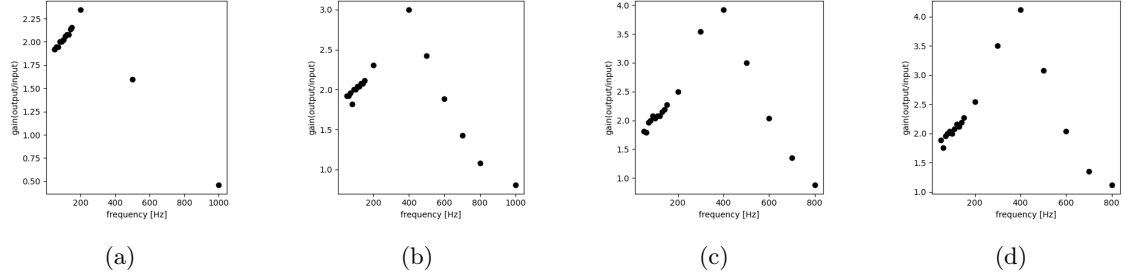 2.25
2.00
1.75
1.50
1.25
1.00
0.75
0.50
gain(output/input)
200 400 600 800 1000
frequency [Hz]
(a)
3.0
2.5
2.0
1.5
1.0
gain(output/input)
200 400 600 800 1000
frequency [Hz]
(b)
4.0
3.5
3.0
2.5
2.0
1.5
1.0
gain(output/input)
200 400 600 800
frequency [Hz]
(c)
4.0
3.5
3.0
2.5
2.0
1.5
1.0
gain(output/input)
200 400 600 800
frequency [Hz]
(d)